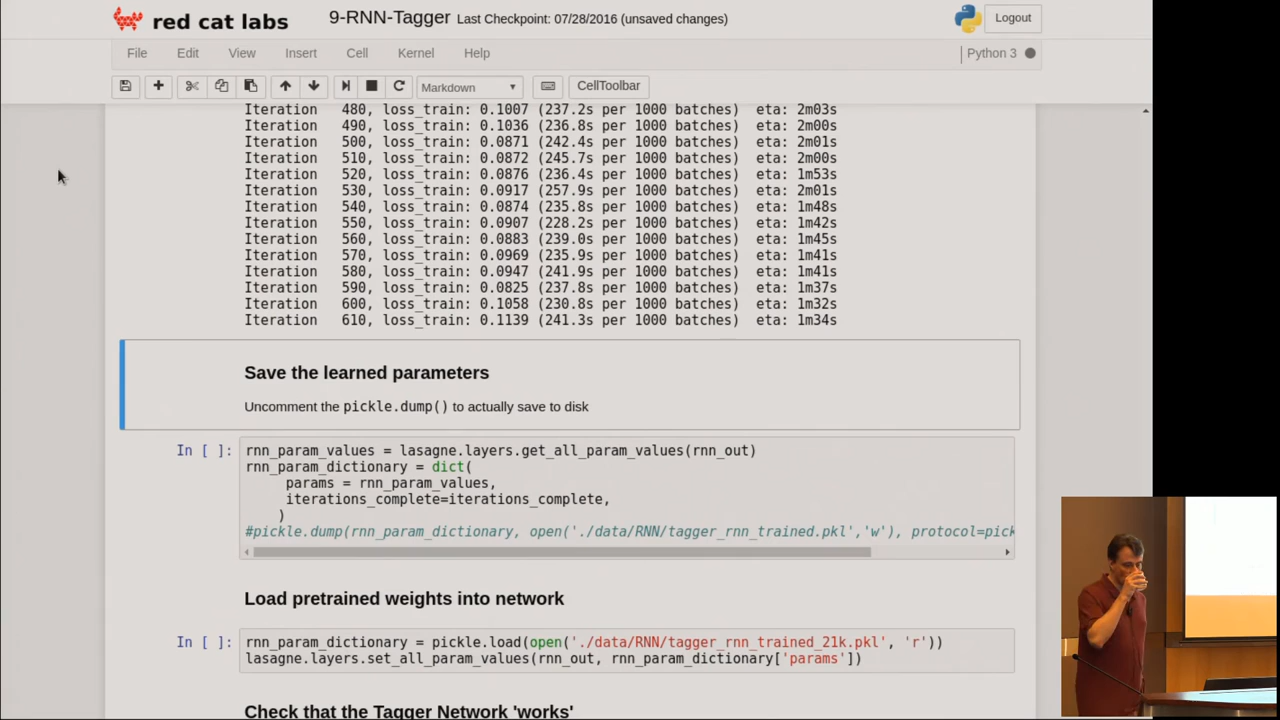 red cat labs 9-RNN-Tagger Last Checkpoint: 07/28/2016 (unsaved changes) Logout
File Edit View Insert Cell Kernel Help Python 3
Markdown CellToolbar
Iteration 480, loss_train: 0.1007 (237.2s per 1000 batches) eta: 2m03s
Iteration 490, loss_train: 0.1036 (236.8s per 1000 batches) eta: 2m00s
Iteration 500, loss_train: 0.0871 (242.4s per 1000 batches) eta: 2m01s
Iteration 510, loss_train: 0.0872 (245.7s per 1000 batches) eta: 2m00s
Iteration 520, loss_train: 0.0876 (236.4s per 1000 batches) eta: 1m53s
Iteration 530, loss_train: 0.0917 (257.9s per 1000 batches) eta: 2m01s
Iteration 540, loss_train: 0.0874 (235.8s per 1000 batches) eta: 1m48s
Iteration 550, loss_train: 0.0907 (228.2s per 1000 batches) eta: 1m42s
Iteration 560, loss_train: 0.0883 (239.0s per 1000 batches) eta: 1m45s
Iteration 570, loss_train: 0.0969 (235.9s per 1000 batches) eta: 1m41s
Iteration 580, loss_train: 0.0947 (241.9s per 1000 batches) eta: 1m41s
Iteration 590, loss_train: 0.0825 (237.8s per 1000 batches) eta: 1m37s
Iteration 600, loss_train: 0.1058 (230.8s per 1000 batches) eta: 1m32s
Iteration 610, loss_train: 0.1139 (241.3s per 1000 batches) eta: 1m34s
Save the learned parameters
Uncomment the pickle.dump() to actually save to disk
In [ ]: rnn_param_values = lasagne.layers.get_all_param_values(rnn_out)
rnn_param_dictionary = dict(
params = rnn_param_values,
iterations_complete=iterations_complete,
)
#pickle.dump(rnn_param_dictionary, open('./data/RNN/tagger_rnn_trained.pkl','w'), protocol=pick
Load pretrained weights into network
In [ ]: rnn_param_dictionary = pickle.load(open('./data/RNN/tagger_rnn_trained_21k.pkl', 'r'))
lasagne.layers.set_all_param_values(rnn_out, rnn_param_dictionary['params'])
Check that the Tagger Network 'works'